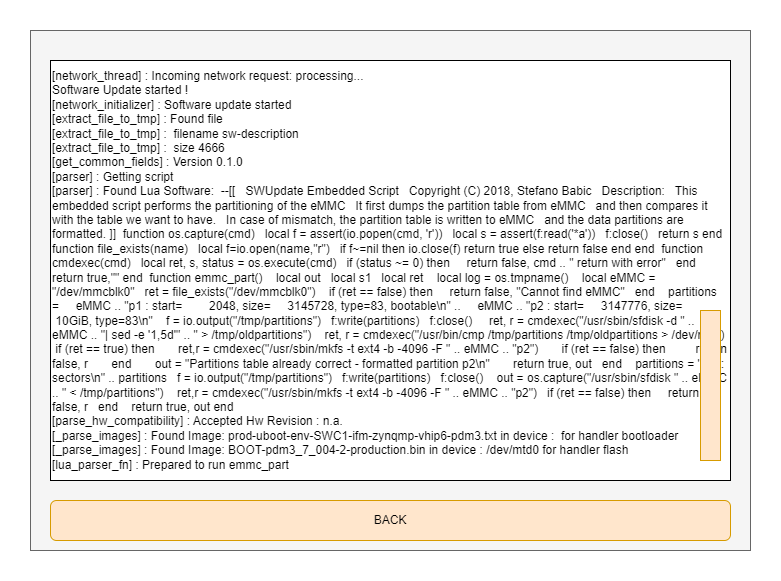 [network_thread] : Incoming network request: processing...
Software Update started !
[network_initializer] : Software update started
[extract_file_to_tmp] : Found file
[extract_file_to_tmp] :  filename sw-description
[extract_file_to_tmp] :  size 4666
[get_common_fields] : Version 0.1.0
[parser] : Getting script
[parser] : Found Lua Software:  --[[   SWUpdate Embedded Script   Copyright (C) 2018, Stefano Babic   Description:   This
embedded script performs the partitioning of the eMMC   It first dumps the partition table from eMMC   and then compares it
with the table we want to have.   In case of mismatch, the partition table is written to eMMC   and the data partitions are
formatted. ]]  function os.capture(cmd)   local f = assert(io.popen(cmd, 'r'))   local s = assert(f:read('*a'))   f:close()   return s end
function file_exists(name)   local f=io.open(name,"r")   if f~=nil then io.close(f) return true else return false end end  function
cmdexec(cmd)   local ret, s, status = os.execute(cmd)   if (status ~= 0) then     return false, cmd .. " return with error"   end
return true,"" end  function emmc_part()     local out   local s1   local ret    local log = os.tmpname()    local eMMC =
"/dev/mmcblk0"   ret = file_exists("/dev/mmcblk0")    if (ret == false) then     return false, "Cannot find eMMC"   end    partitions
=     eMMC .. "p1 : start=        2048, size=     3145728, type=83, bootable\n" ..     eMMC .. "p2 : start=     3147776, size=
10GiB, type=83\n"    f = io.output("/tmp/partitions")   f:write(partitions)   f:close()     ret, r = cmdexec("/usr/sbin/sfdisk -d " ..
eMMC .. "| sed -e '1,5d'" .. " > /tmp/oldpartitions")    ret, r = cmdexec("/usr/bin/cmp /tmp/partitions /tmp/oldpartitions > /dev/
if (ret == true) then       ret,r = cmdexec("/usr/sbin/mkfs -t ext4 -b -4096 -F " .. eMMC .. "p2")       if (ret == false) then
false, r     end       out = "Partitions table already correct - formatted partition p2\n"       return true, out   end    partitions =
sectors\n" .. partitions   f = io.output("/tmp/partitions")   f:write(partitions)   f:close()    out = os.capture("/usr/sbin/sfdisk " ..
.. " < /tmp/partitions")    ret,r = cmdexec("/usr/sbin/mkfs -t ext4 -b -4096 -F " .. eMMC .. "p2")   if (ret == false) then     return
false, r   end    return true, out end
[parse_hw_compatibility] : Accepted Hw Revision : n.a.
[_parse_images] : Found Image: prod-uboot-env-SWC1-ifm-zynqmp-vhip6-pdm3.txt in device :  for handler bootloader
[_parse_images] : Found Image: BOOT-pdm3_7_004-2-production.bin in device : /dev/mtd0 for handler flash
[lua_parser_fn] : Prepared to run emmc_part
BACK